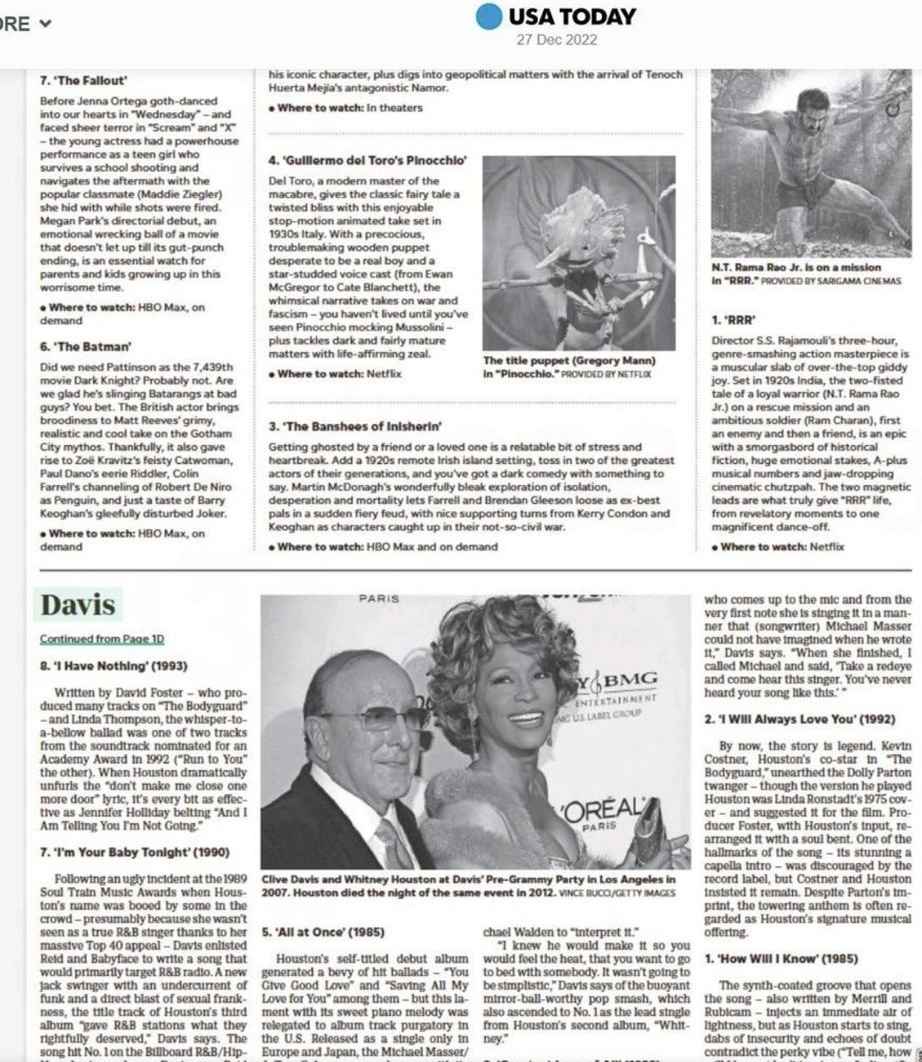 ORE
USA TODAY
27 Dec 2022
7. 'The Fallout'
Before Jenna Ortega goth-danced
into our hearts in "Wednesday" – and
faced sheer terror in "Scream" and "X"
– the young actress had a powerhouse
performance as a teen girl who
survives a school shooting and
navigates the aftermath with the
popular classmate (Maddie Ziegler)
she hid with while shots were fired.
Megan Park's directorial debut, an
emotional wrecking ball of a movie
that doesn't let up till its gut-punch
ending, is an essential watch for
parents and kids growing up in this
worrisome time.
• Where to watch: HBO Max, on
demand
6. 'The Batman'
Did we need Pattinson as the 7,439th
movie Dark Knight? Probably not. Are
we glad he's slinging Batarangs at bad
guys? You bet. The British actor brings
broodiness to Matt Reeves' grimy,
realistic and cool take on the Gotham
City mythos. Thankfully, it also gave
rise to Zoë Kravitz's feisty Catwoman,
Paul Dano's eerie Riddler, Colin
Farrell's channeling of Robert De Niro
as Penguin, and just a taste of Barry
Keoghan's gleefully disturbed Joker.
• Where to watch: HBO Max, on
demand
his iconic character, plus digs into geopolitical matters with the arrival of Tenoch
Huerta Mejía's antagonistic Namor.
• Where to watch: In theaters
4. 'Guillermo del Toro's Pinocchio'
Del Toro, a modern master of the
macabre, gives the classic fairy tale a
twisted bliss with this enjoyable
stop-motion animated take set in
1930s Italy. With a precocious,
troublemaking wooden puppet
desperate to be a real boy and a
star-studded voice cast (from Ewan
McGregor to Cate Blanchett), the
whimsical narrative takes on war and
fascism – you haven't lived until you've
seen Pinocchio mocking Mussolini –
plus tackles dark and fairly mature
matters with life-affirming zeal.
• Where to watch: Netflix
The title puppet (Gregory Mann)
in "Pinocchio." PROVIDED BY NETFLIX
3. 'The Banshees of Inisherin'
Getting ghosted by a friend or a loved one is a relatable bit of stress and
heartbreak. Add a 1920s remote Irish island setting, toss in two of the greatest
actors of their generations, and you've got a dark comedy with something to
say. Martin McDonagh's wonderfully bleak exploration of isolation,
desperation and mortality lets Farrell and Brendan Gleeson loose as ex-best
pals in a sudden fiery feud, with nice supporting turns from Kerry Condon and
Keoghan as characters caught up in their not-so-civil war.
• Where to watch: HBO Max and on demand
N.T. Rama Rao Jr. is on a mission
in "RRR." PROVIDED BY SARIGAMA CINEMAS
1. 'RRR'
Director S.S. Rajamouli's three-hour,
genre-smashing action masterpiece is
a muscular slab of over-the-top giddy
joy. Set in 1920s India, the two-fisted
tale of a loyal warrior (N.T. Rama Rao
Jr.) on a rescue mission and an
ambitious soldier (Ram Charan), first
an enemy and then a friend, is an epic
with a smorgasbord of historical
fiction, huge emotional stakes, A-plus
musical numbers and jaw-dropping
cinematic chutzpah. The two magnetic
leads are what truly give "RRR" life,
from revelatory moments to one
magnificent dance-off.
• Where to watch: Netflix
Davis
Continued from Page 1D
8. 'I Have Nothing' (1993)
Written by David Foster – who pro-
duced many tracks on "The Bodyguard"
– and Linda Thompson, the whisper-to-
a-bellow ballad was one of two tracks
from the soundtrack nominated for an
Academy Award in 1992 ("Run to You"
the other). When Houston dramatically
unfurls the "don't make me close one
more door" lyric, it's every bit as effec-
tive as Jennifer Holliday belting "And I
Am Telling You I'm Not Going."
7. 'I'm Your Baby Tonight' (1990)
Following an ugly incident at the 1989
Soul Train Music Awards when Hous-
ton's name was booed by some in the
crowd – presumably because she wasn't
seen as a true R&B singer thanks to her
massive Top 40 appeal – Davis enlisted
Reid and Babyface to write a song that
would primarily target R&B radio. A new
jack swinger with an undercurrent of
funk and a direct blast of sexual frank-
ness, the title track of Houston's third
album "gave R&B stations what they
rightfully deserved," Davis says. The
song hit No. 1 on the Billboard R&B/Hip-
PARIS
Y BMG
ENTERTAINMENT
MG U.S. LABEL GROUP
L'ORÉAL
PARIS
Clive Davis and Whitney Houston at Davis' Pre-Grammy Party in Los Angeles in
2007. Houston died the night of the same event in 2012. VINCE BUCCI/GETTY IMAGES
5. 'All at Once' (1985)
Houston's self-titled debut album
generated a bevy of hit ballads – "You
Give Good Love" and "Saving All My
Love for You" among them – but this la-
ment with its sweet piano melody was
relegated to album track purgatory in
the U.S. Released as a single only in
Europe and Japan, the Michael Masser/
chael Walden to "interpret it."
"I knew he would make it so you
would feel the heat, that you want to go
to bed with somebody. It wasn't going to
be simplistic," Davis says of the buoyant
mirror-ball-worthy pop smash, which
also ascended to No. 1 as the lead single
from Houston's second album, "Whit-
ney."
who comes up to the mic and from the
very first note she is singing it in a man-
ner that (songwriter) Michael Masser
could not have imagined when he wrote
it," Davis says. "When she finished, I
called Michael and said, 'Take a redeye
and come hear this singer. You've never
heard your song like this.' "
2. 'I Will Always Love You' (1992)
By now, the story is legend. Kevin
Costner, Houston's co-star in "The
Bodyguard," unearthed the Dolly Parton
twanger – though the version he played
Houston was Linda Ronstadt's 1975 cov-
er – and suggested it for the film. Pro-
ducer Foster, with Houston's input, re-
arranged it with a soul bent. One of the
hallmarks of the song – its stunning a
capella intro – was discouraged by the
record label, but Costner and Houston
insisted it remain. Despite Parton's im-
print, the towering anthem is often re-
garded as Houston's signature musical
offering.
1. 'How Will I Know' (1985)
The synth-coated groove that opens
the song – also written by Merrill and
Rubicam – injects an immediate air of
lightness, but as Houston starts to sing,
dabs of insecurity and echoes of doubt
contradict the perky vibe ("Tell me, how